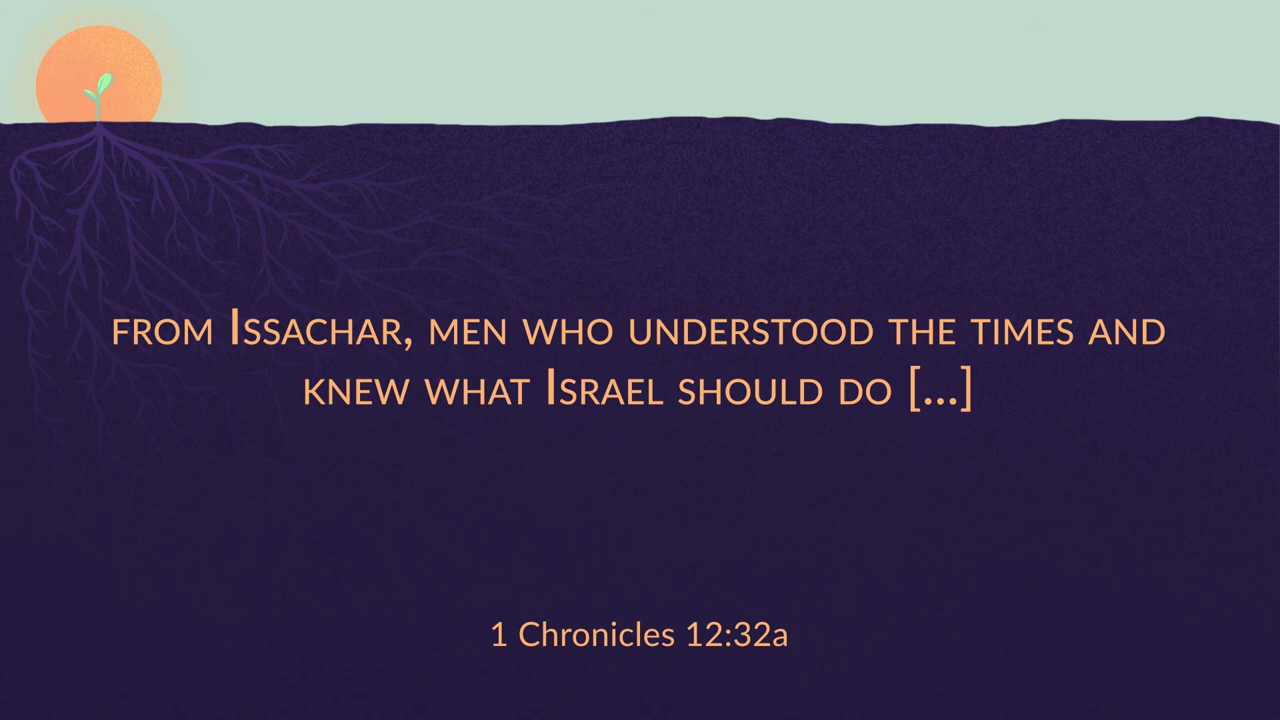 from Issachar, men who understood the times and
knew what Israel should do […]
1 Chronicles 12:32a